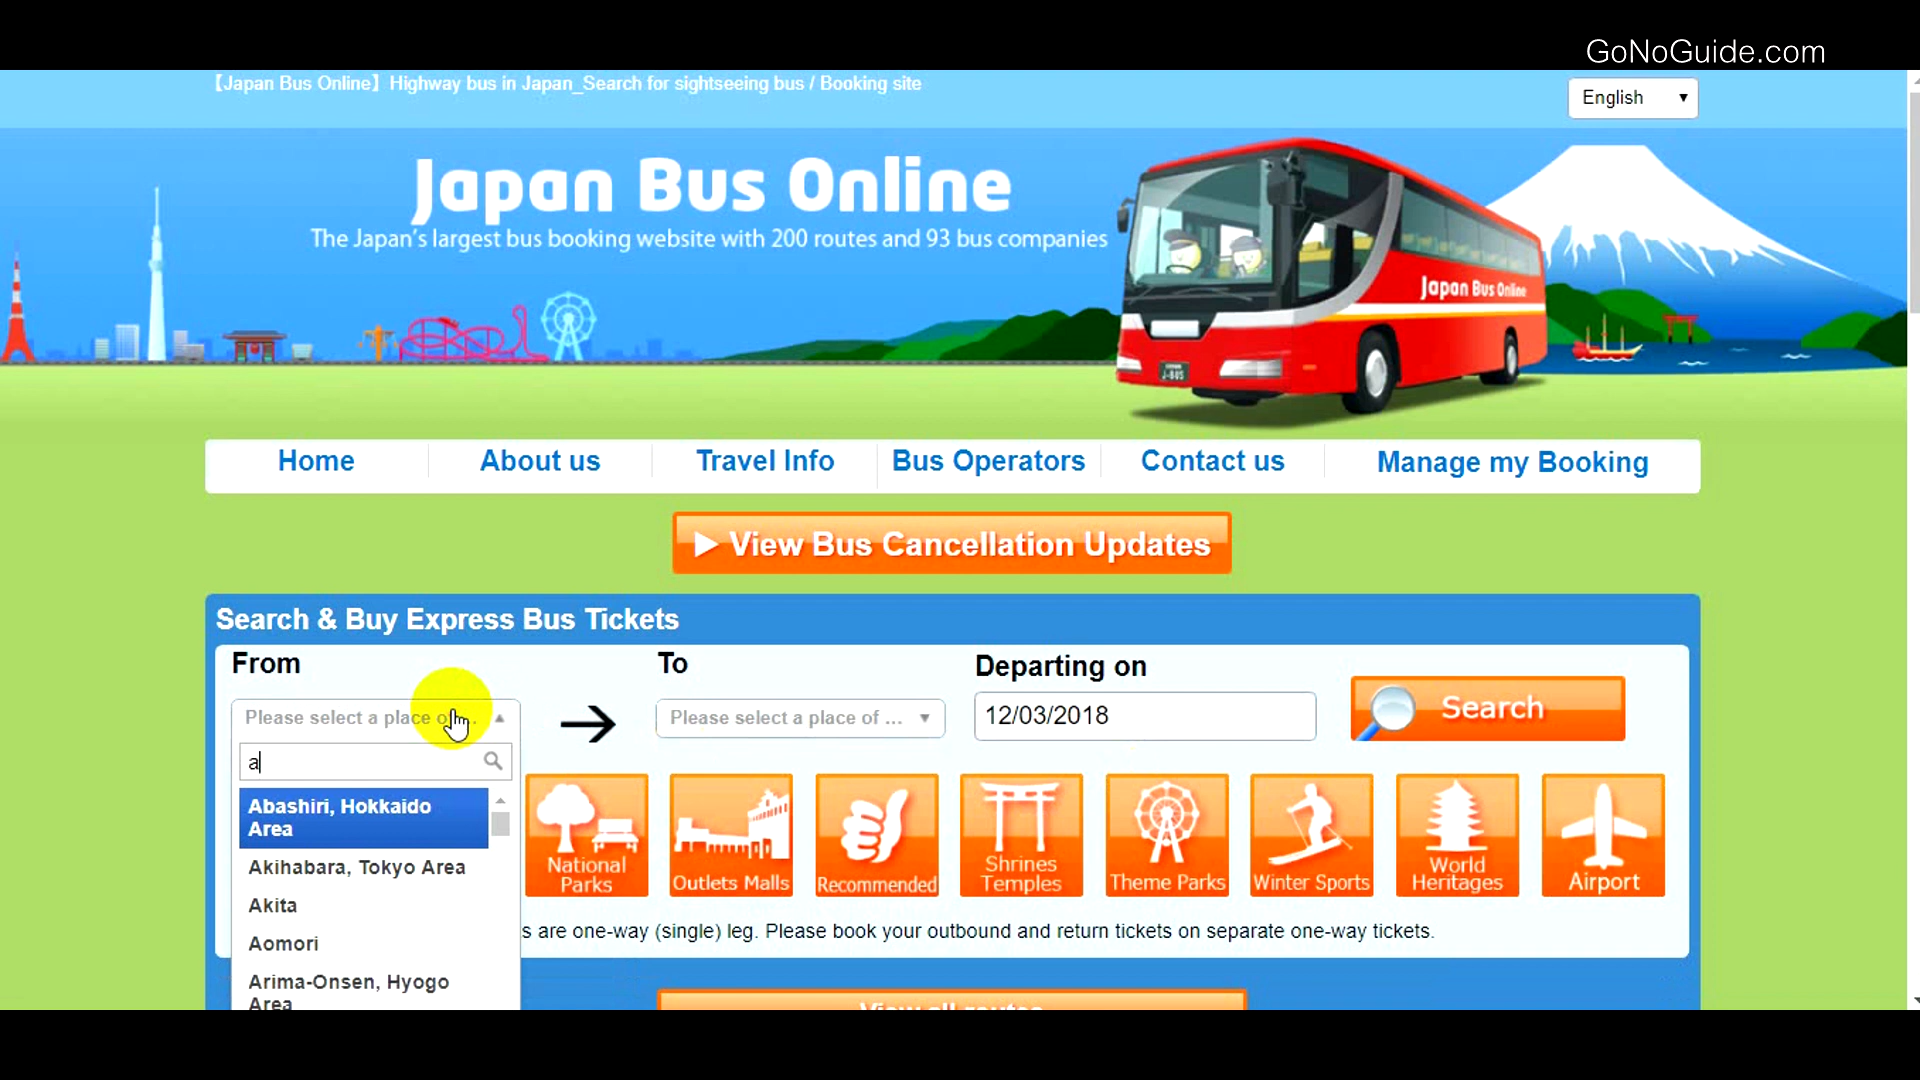 GoNoGuide.com
【Japan Bus Online】Highway bus in Japan_Search for sightseeing bus / Booking site
English
Japan Bus Online
The Japan's largest bus booking website with 200 routes and 93 bus companies
Japan Bus Online
J-BUS
Home
About us
Travel Info
Bus Operators
Contact us
Manage my Booking
View Bus Cancellation Updates
Search & Buy Express Bus Tickets
From
To
Departing on
Please select a place
Please select a place of ...
12/03/2018
Search
a
Abashiri, Hokkaido
Area
Akihabara, Tokyo Area
Akita
Aomori
Arima-Onsen, Hyogo
Area
National
Parks
Outlets Malls
Recommended
Shrines
Temples
Theme Parks
Winter Sports
World
Heritages
Airport
s are one-way (single) leg. Please book your outbound and return tickets on separate one-way tickets.
View all routes